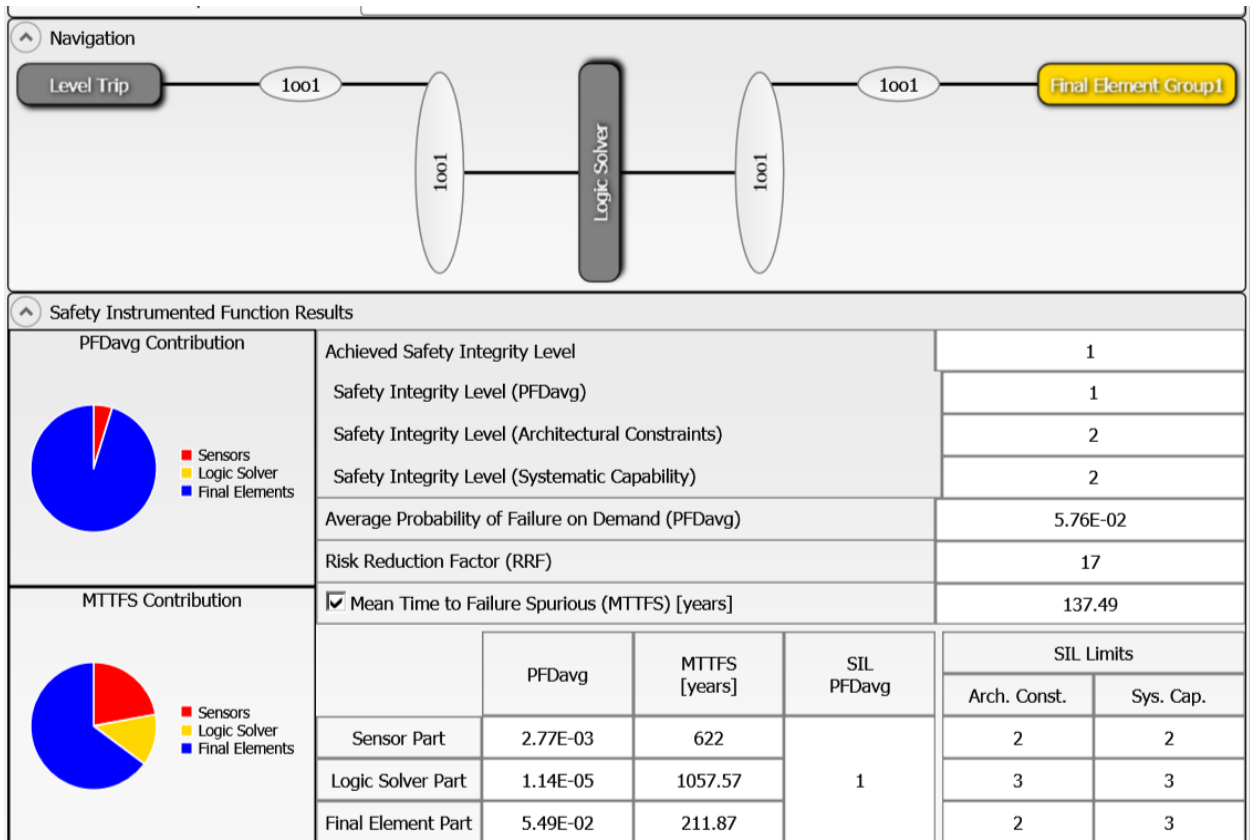 Navigation
Level Trip
1oo1
1oo1
Logic Solver
1oo1
1oo1
Final Element Group1
Safety Instrumented Function Results
PFDavg Contribution
Sensors
Logic Solver
Final Elements
MTTFS Contribution
Sensors
Logic Solver
Final Elements
Achieved Safety Integrity Level 1
Safety Integrity Level (PFDavg) 1
Safety Integrity Level (Architectural Constraints) 2
Safety Integrity Level (Systematic Capability) 2
Average Probability of Failure on Demand (PFDavg) 5.76E-02
Risk Reduction Factor (RRF) 17
Mean Time to Failure Spurious (MTTFS) [years] 137.49
PFDavg MTTFS [years] SIL PFDavg SIL Limits
Arch. Const. Sys. Cap.
Sensor Part 2.77E-03 622 2 2
Logic Solver Part 1.14E-05 1057.57 1 3 3
Final Element Part 5.49E-02 211.87 2 3